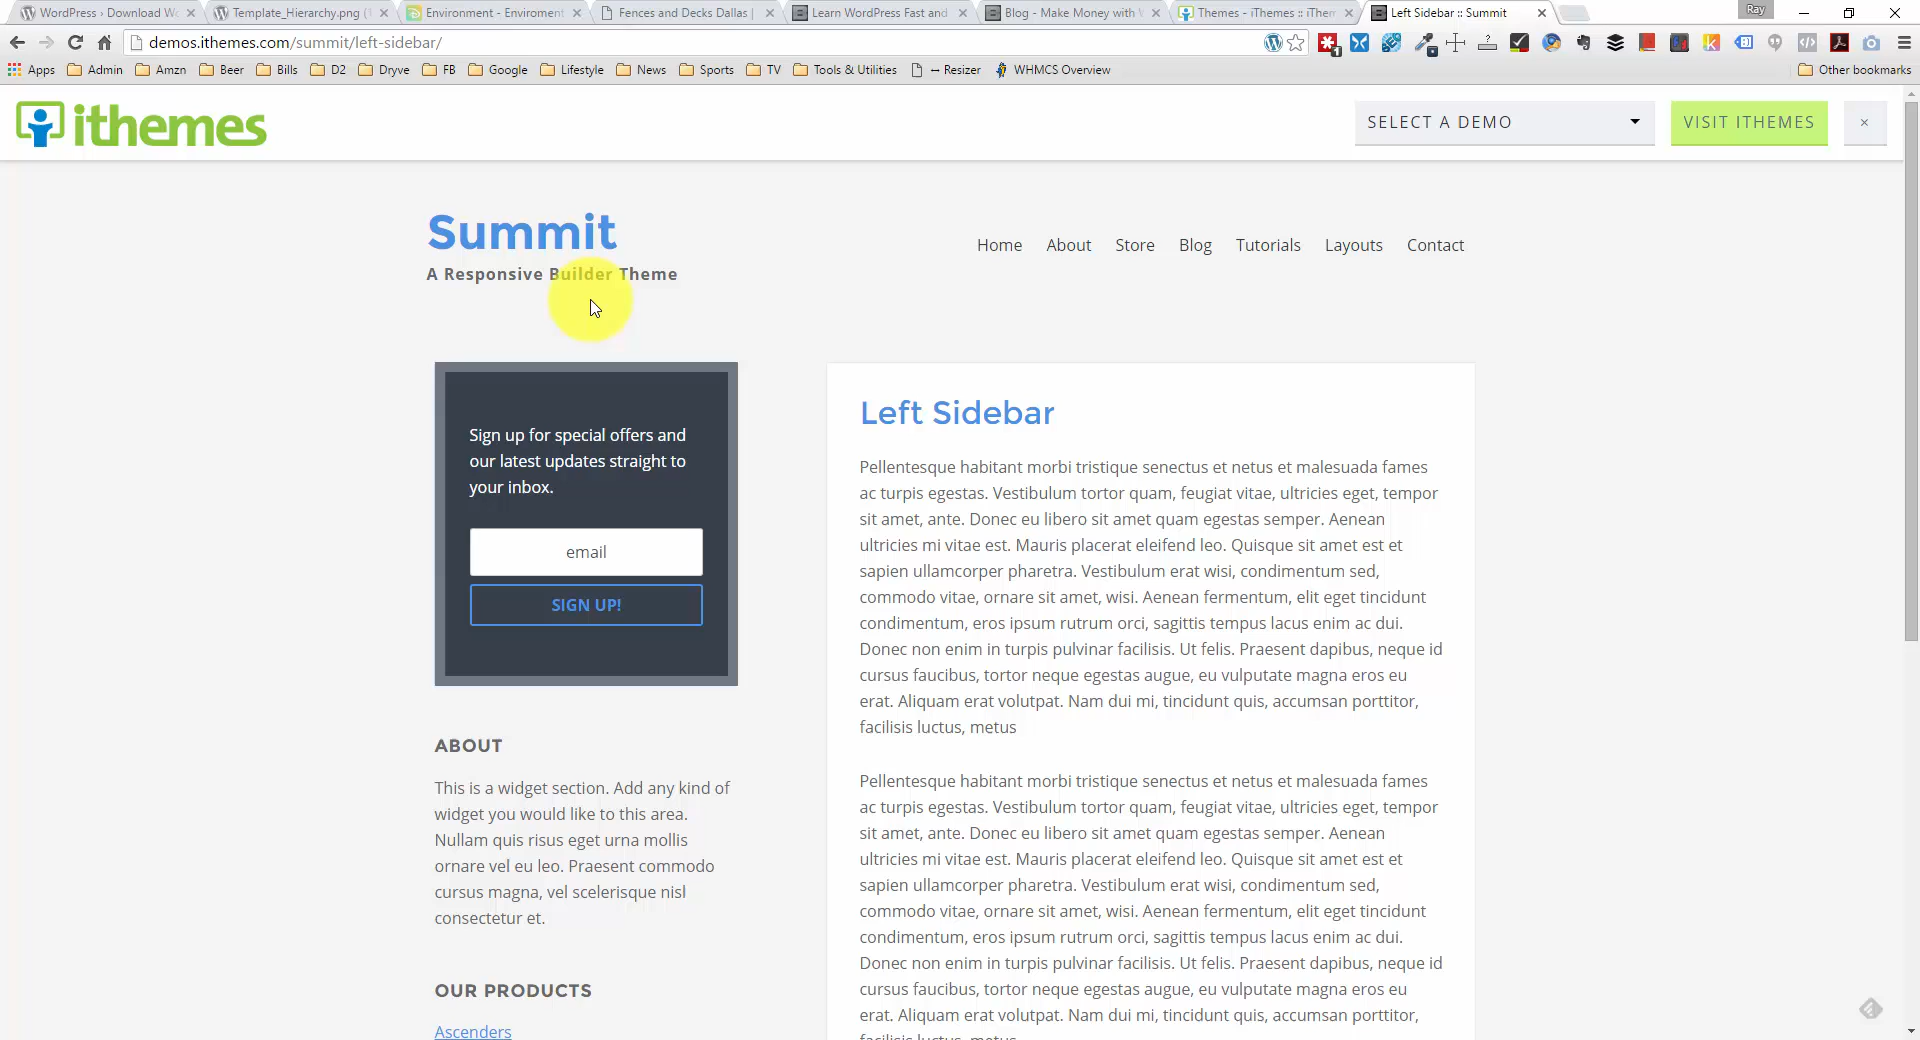 WordPress › Download Wo
Template_Hierarchy.png (1
Environment - Enviroment
Fences and Decks Dallas |
Learn WordPress Fast and
Blog - Make Money with W
Themes - iThemes :: iThem
Left Sidebar :: Summit
Ray
demos.ithemes.com/summit/left-sidebar/
Apps Admin Amzn Beer Bills D2 Dryve FB Google Lifestyle News Sports TV Tools & Utilities ↔ Resizer WHMCS Overview Other bookmarks
ithemes
SELECT A DEMO
VISIT ITHEMES
×
Summit
A Responsive Builder Theme
Home About Store Blog Tutorials Layouts Contact
Sign up for special offers and
our latest updates straight to
your inbox.
email
SIGN UP!
ABOUT
This is a widget section. Add any kind of
widget you would like to this area.
Nullam quis risus eget urna mollis
ornare vel eu leo. Praesent commodo
cursus magna, vel scelerisque nisl
consectetur et.
OUR PRODUCTS
Ascenders
Left Sidebar
Pellentesque habitant morbi tristique senectus et netus et malesuada fames
ac turpis egestas. Vestibulum tortor quam, feugiat vitae, ultricies eget, tempor
sit amet, ante. Donec eu libero sit amet quam egestas semper. Aenean
ultricies mi vitae est. Mauris placerat eleifend leo. Quisque sit amet est et
sapien ullamcorper pharetra. Vestibulum erat wisi, condimentum sed,
commodo vitae, ornare sit amet, wisi. Aenean fermentum, elit eget tincidunt
condimentum, eros ipsum rutrum orci, sagittis tempus lacus enim ac dui.
Donec non enim in turpis pulvinar facilisis. Ut felis. Praesent dapibus, neque id
cursus faucibus, tortor neque egestas augue, eu vulputate magna eros eu
erat. Aliquam erat volutpat. Nam dui mi, tincidunt quis, accumsan porttitor,
facilisis luctus, metus
Pellentesque habitant morbi tristique senectus et netus et malesuada fames
ac turpis egestas. Vestibulum tortor quam, feugiat vitae, ultricies eget, tempor
sit amet, ante. Donec eu libero sit amet quam egestas semper. Aenean
ultricies mi vitae est. Mauris placerat eleifend leo. Quisque sit amet est et
sapien ullamcorper pharetra. Vestibulum erat wisi, condimentum sed,
commodo vitae, ornare sit amet, wisi. Aenean fermentum, elit eget tincidunt
condimentum, eros ipsum rutrum orci, sagittis tempus lacus enim ac dui.
Donec non enim in turpis pulvinar facilisis. Ut felis. Praesent dapibus, neque id
cursus faucibus, tortor neque egestas augue, eu vulputate magna eros eu
erat. Aliquam erat volutpat. Nam dui mi, tincidunt quis, accumsan porttitor,
facilisis luctus, metus